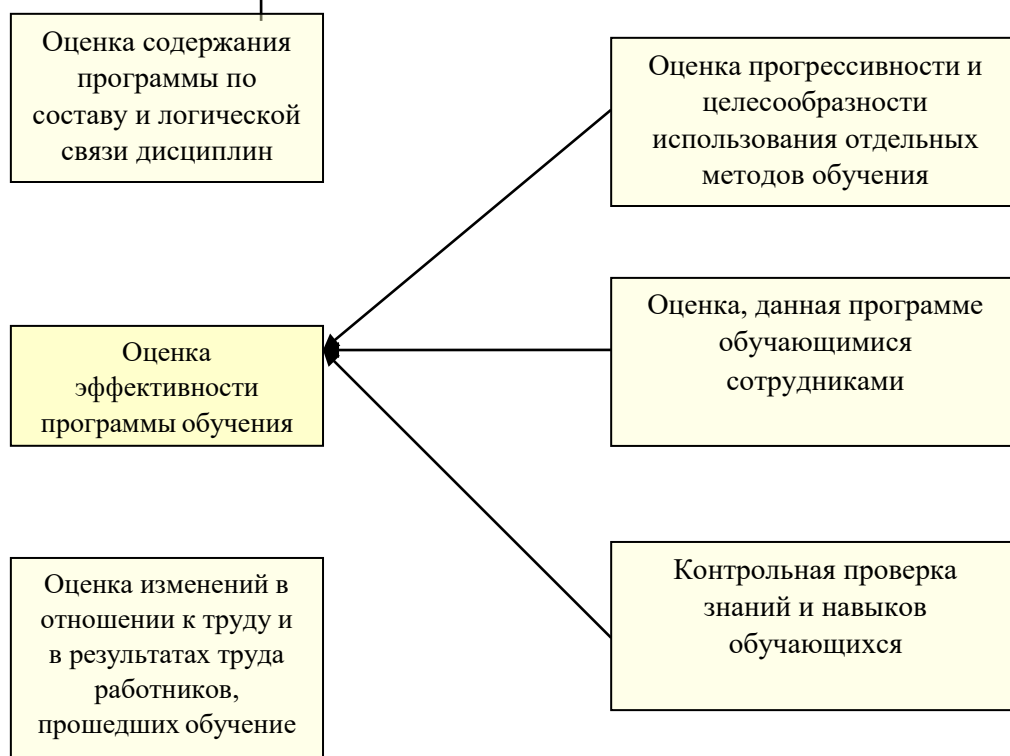 Оценка содержания
программы по
составу и логической
связи дисциплин
Оценка прогрессивности и
целесообразности
использования отдельных
методов обучения
Оценка
эффективности
программы обучения
Оценка, данная программе
обучающимися
сотрудниками
Оценка изменений в
отношении к труду и
в результатах труда
работников,
прошедших обучение
Контрольная проверка
знаний и навыков
обучающихся